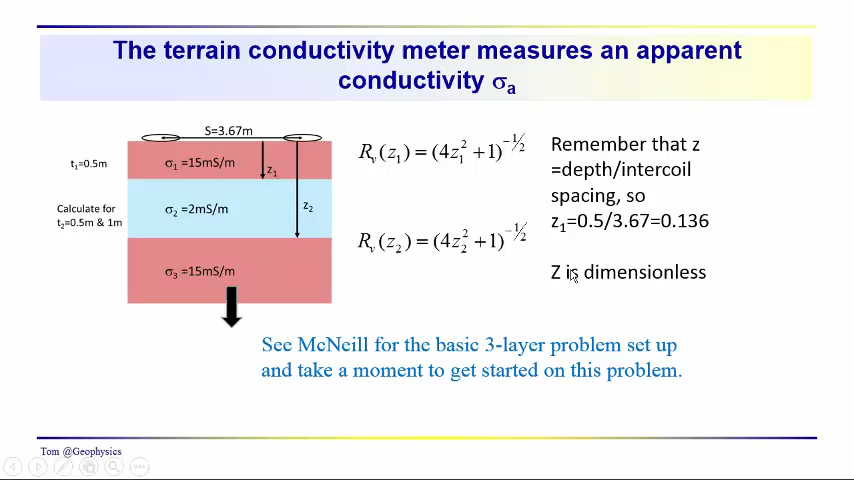 The terrain conductivity meter measures an apparent
conductivity σa
S=3.67m
t1=0.5m
σ1 =15mS/m
z1
Calculate for
t2=0.5m & 1m
σ2 =2mS/m
z2
σ3 =15mS/m
Rv(z1) = (4z1² +1)^-1/2
Rv(z2) = (4z2² +1)^-1/2
Remember that z
=depth/intercoil
spacing, so
z1=0.5/3.67=0.136
Z is dimensionless
See McNeill for the basic 3-layer problem set up
and take a moment to get started on this problem.
Tom @Geophysics